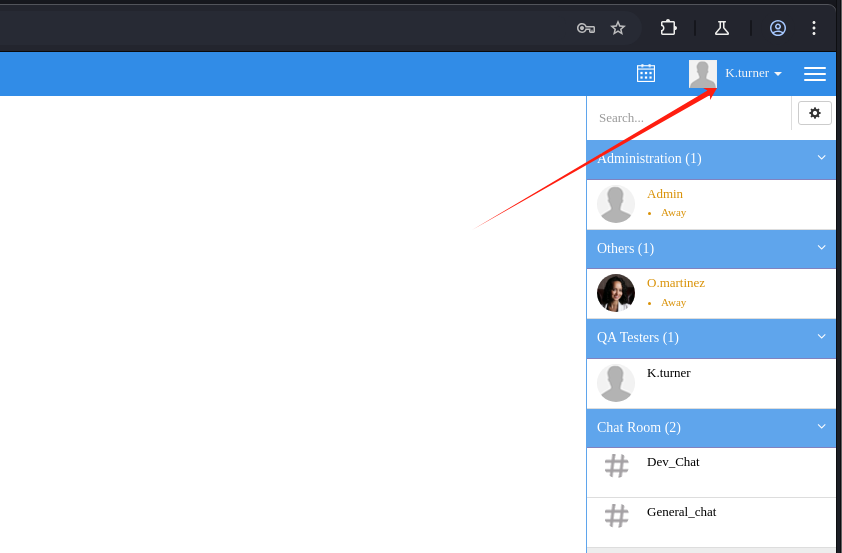 K.turner
Search...
Administration (1)
Admin
Away
Others (1)
O.martinez
Away
QA Testers (1)
K.turner
Chat Room (2)
Dev_Chat
General_chat